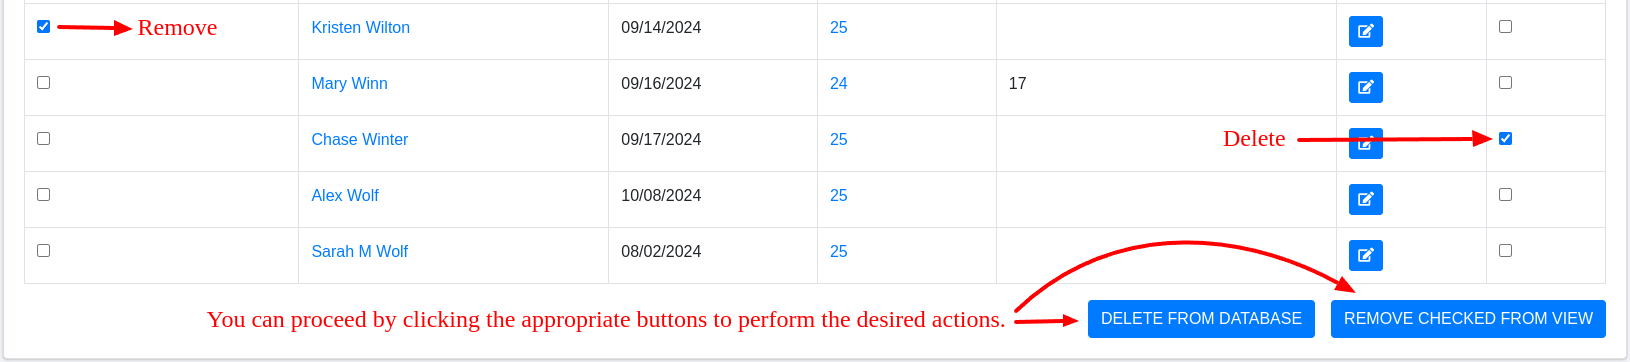 Remove Kristen Wilton 09/14/2024 25
Mary Winn 09/16/2024 24 17
Chase Winter 09/17/2024 25 Delete
Alex Wolf 10/08/2024 25
Sarah M Wolf 08/02/2024 25
You can proceed by clicking the appropriate buttons to perform the desired actions. DELETE FROM DATABASE REMOVE CHECKED FROM VIEW